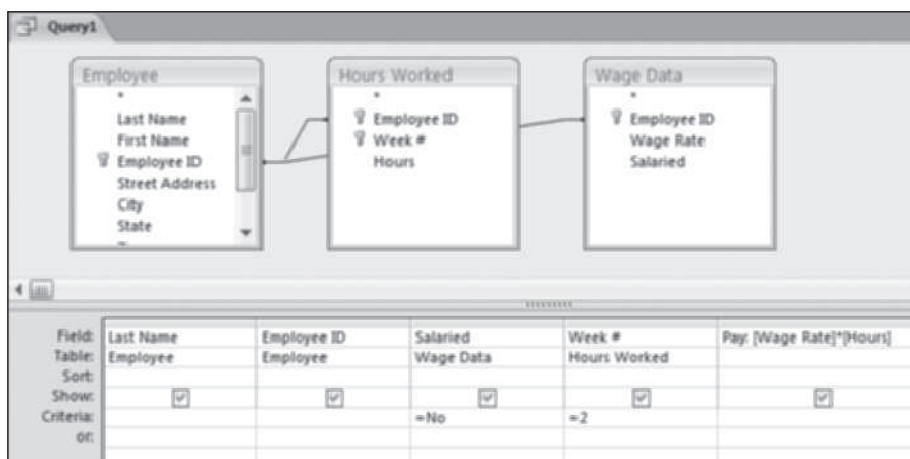 Query1
Employee
*
Last Name
First Name
Employee ID
Street Address
City
State
Hours Worked
*
Employee ID
Week #
Hours
Wage Data
*
Employee ID
Wage Rate
Salaried
Field: Last Name Employee ID Salaried Week # Pay: [Wage Rate]*[Hours]
Table: Employee Employee Wage Data Hours Worked
Sort:
Show:
Criteria: =No =2
or: